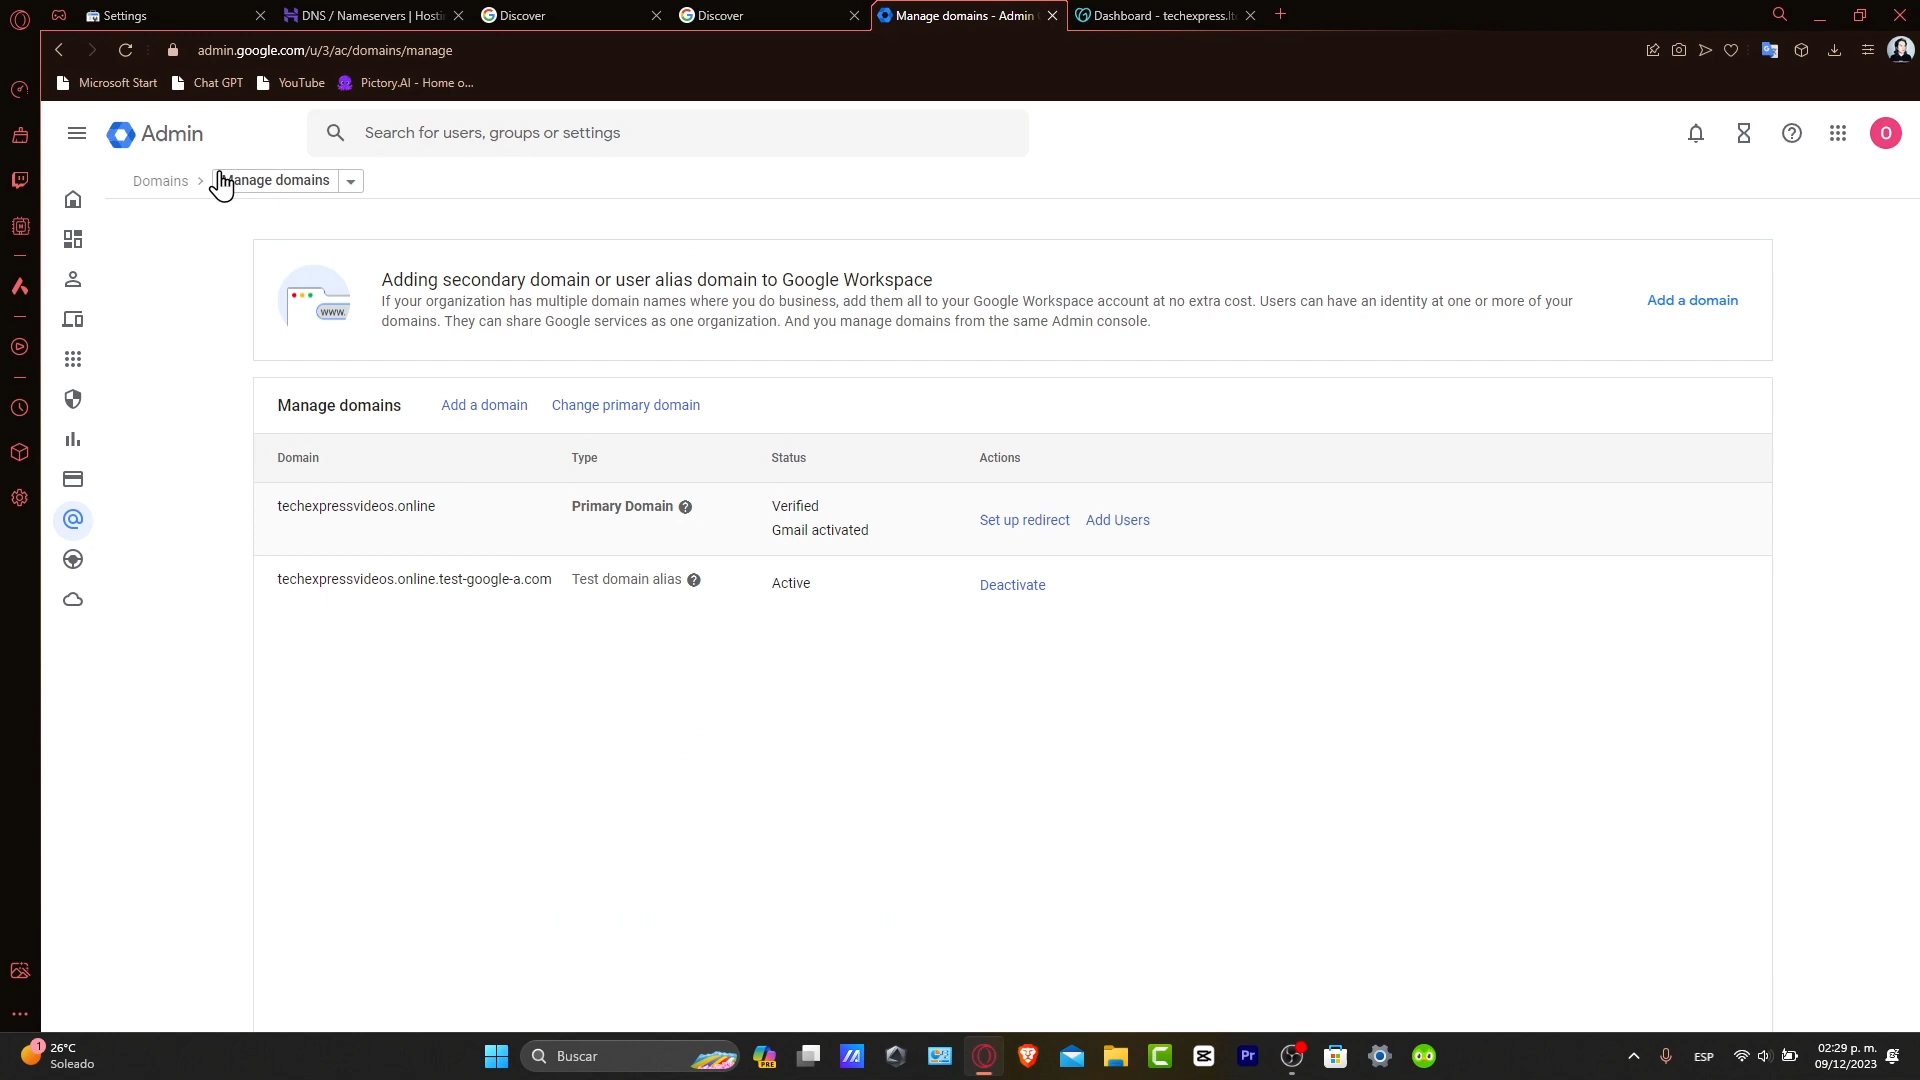 Settings
DNS / Nameservers | Hosti
Discover
Discover
Manage domains - Admin
Dashboard - techexpress.lt
admin.google.com/u/3/ac/domains/manage
Microsoft Start
Chat GPT
YouTube
Pictory.AI - Home o...
Admin
Search for users, groups or settings
O
Domains
Manage domains
www.
Adding secondary domain or user alias domain to Google Workspace
If your organization has multiple domain names where you do business, add them all to your Google Workspace account at no extra cost. Users can have an identity at one or more of your
domains. They can share Google services as one organization. And you manage domains from the same Admin console.
Add a domain
Manage domains
Add a domain
Change primary domain
Domain
Type
Status
Actions
techexpressvideos.online
Primary Domain
Verified
Gmail activated
Set up redirect
Add Users
techexpressvideos.online.test-google-a.com
Test domain alias
Active
Deactivate
1
26°C
Soleado
Buscar
PRE
Pr
ESP
02:29 p. m.
09/12/2023